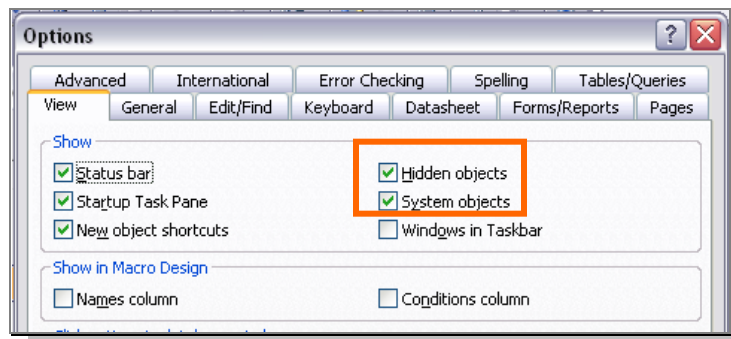 Options
?
Advanced International Error Checking Spelling Tables/Queries
View General Edit/Find Keyboard Datasheet Forms/Reports Pages
Show
Status bar Hidden objects
Startup Task Pane System objects
New object shortcuts Windows in Taskbar
Show in Macro Design
Names column Conditions column